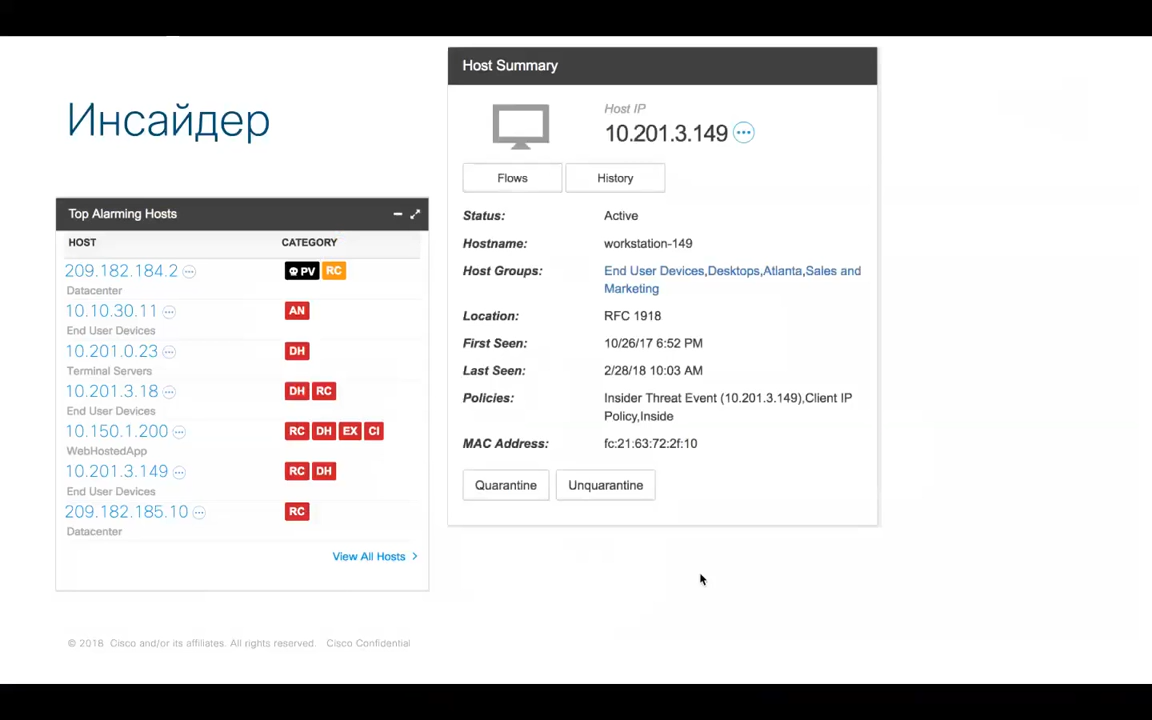 Инсайдер
Top Alarming Hosts
HOST CATEGORY
209.182.184.2 PV RC
Datacenter
10.10.30.11 AN
End User Devices
10.201.0.23 DH
Terminal Servers
10.201.3.18 DH RC
End User Devices
10.150.1.200 RC DH EX CI
WebHostedApp
10.201.3.149 RC DH
End User Devices
209.182.185.10 RC
Datacenter
View All Hosts
Host Summary
Host IP
10.201.3.149
Flows History
Status: Active
Hostname: workstation-149
Host Groups: End User Devices,Desktops,Atlanta,Sales and
Marketing
Location: RFC 1918
First Seen: 10/26/17 6:52 PM
Last Seen: 2/28/18 10:03 AM
Policies: Insider Threat Event (10.201.3.149),Client IP
Policy,Inside
MAC Address: fc:21:63:72:2f:10
Quarantine Unquarantine
© 2018 Cisco and/or its affiliates. All rights reserved. Cisco Confidential